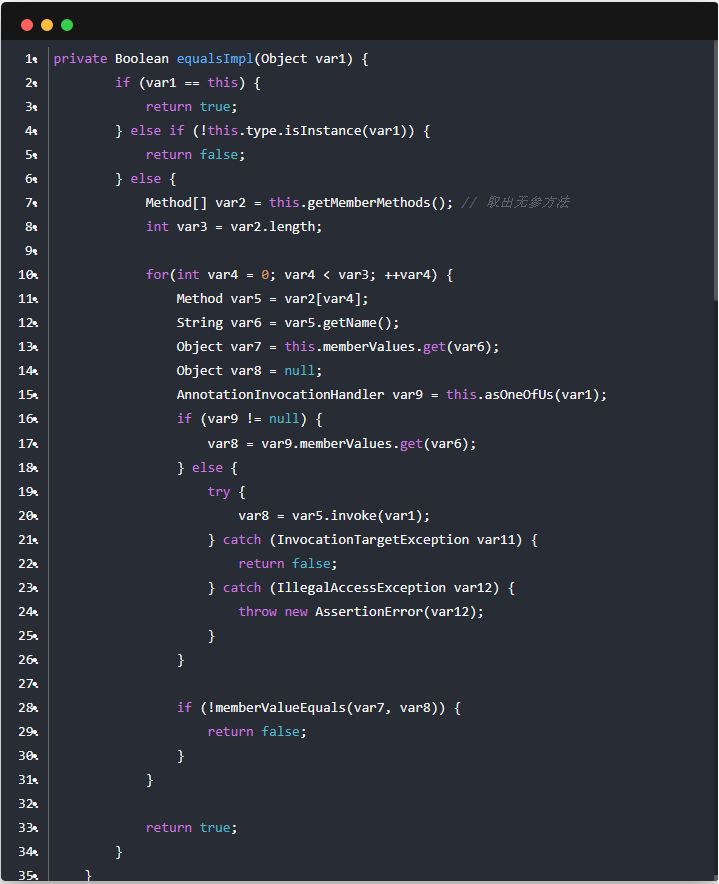 1 private Boolean equalsImpl(Object var1) {
2         if (var1 == this) {
3             return true;
4         } else if (!this.type.isInstance(var1)) {
5             return false;
6         } else {
7             Method[] var2 = this.getMemberMethods(); // 取出无参方法
8             int var3 = var2.length;
9
10             for(int var4 = 0; var4 < var3; ++var4) {
11                 Method var5 = var2[var4];
12                 String var6 = var5.getName();
13                 Object var7 = this.memberValues.get(var6);
14                 Object var8 = null;
15                 AnnotationInvocationHandler var9 = this.asOneOfUs(var1);
16                 if (var9 != null) {
17                     var8 = var9.memberValues.get(var6);
18                 } else {
19                     try {
20                         var8 = var5.invoke(var1);
21                     } catch (InvocationTargetException var11) {
22                         return false;
23                     } catch (IllegalAccessException var12) {
24                         throw new AssertionError(var12);
25                     }
26                 }
27
28                 if (!memberValueEquals(var7, var8)) {
29                     return false;
30                 }
31             }
32
33             return true;
34         }
35     }